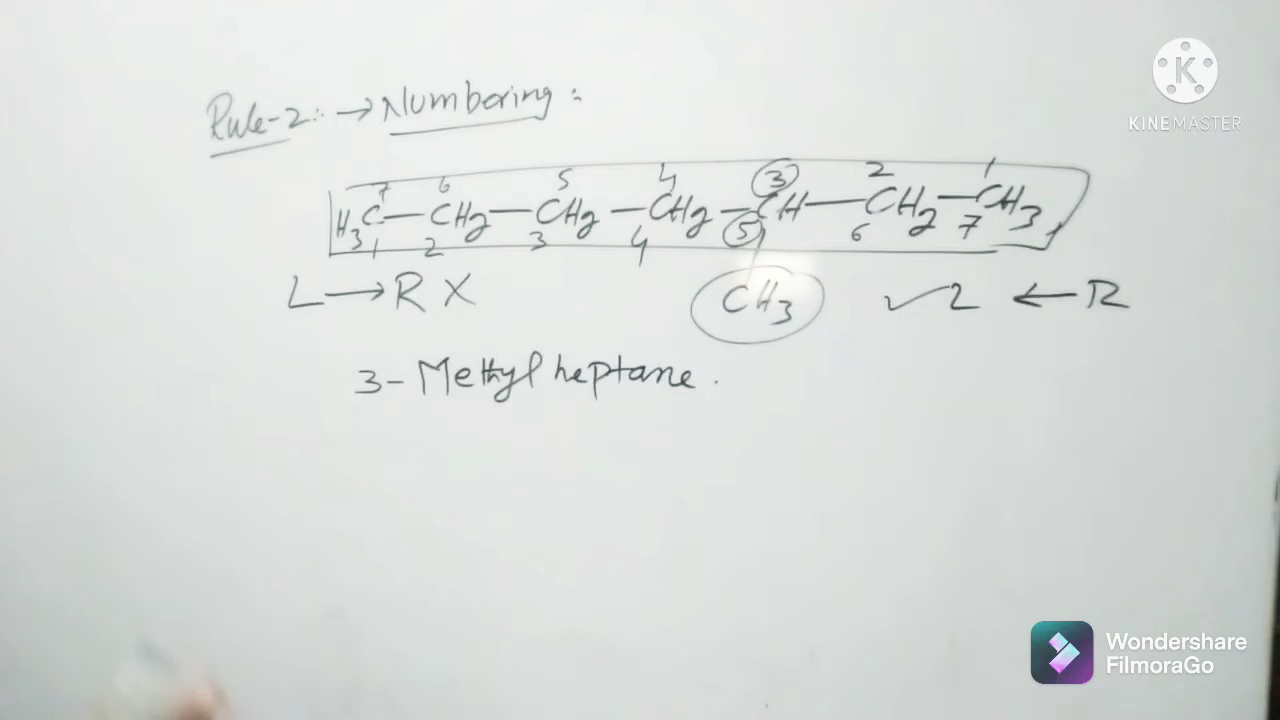 Rule-2:. → Numbering :
KINEMASTER
7 6 5 4 3 2 1
H3C—CH2—CH2—CH2—CH—CH2—CH3
1 2 3 4 5 6 7
L→R X CH3 ✓ L ← R
3- Methyl heptane.
Wondershare
FilmoraGo